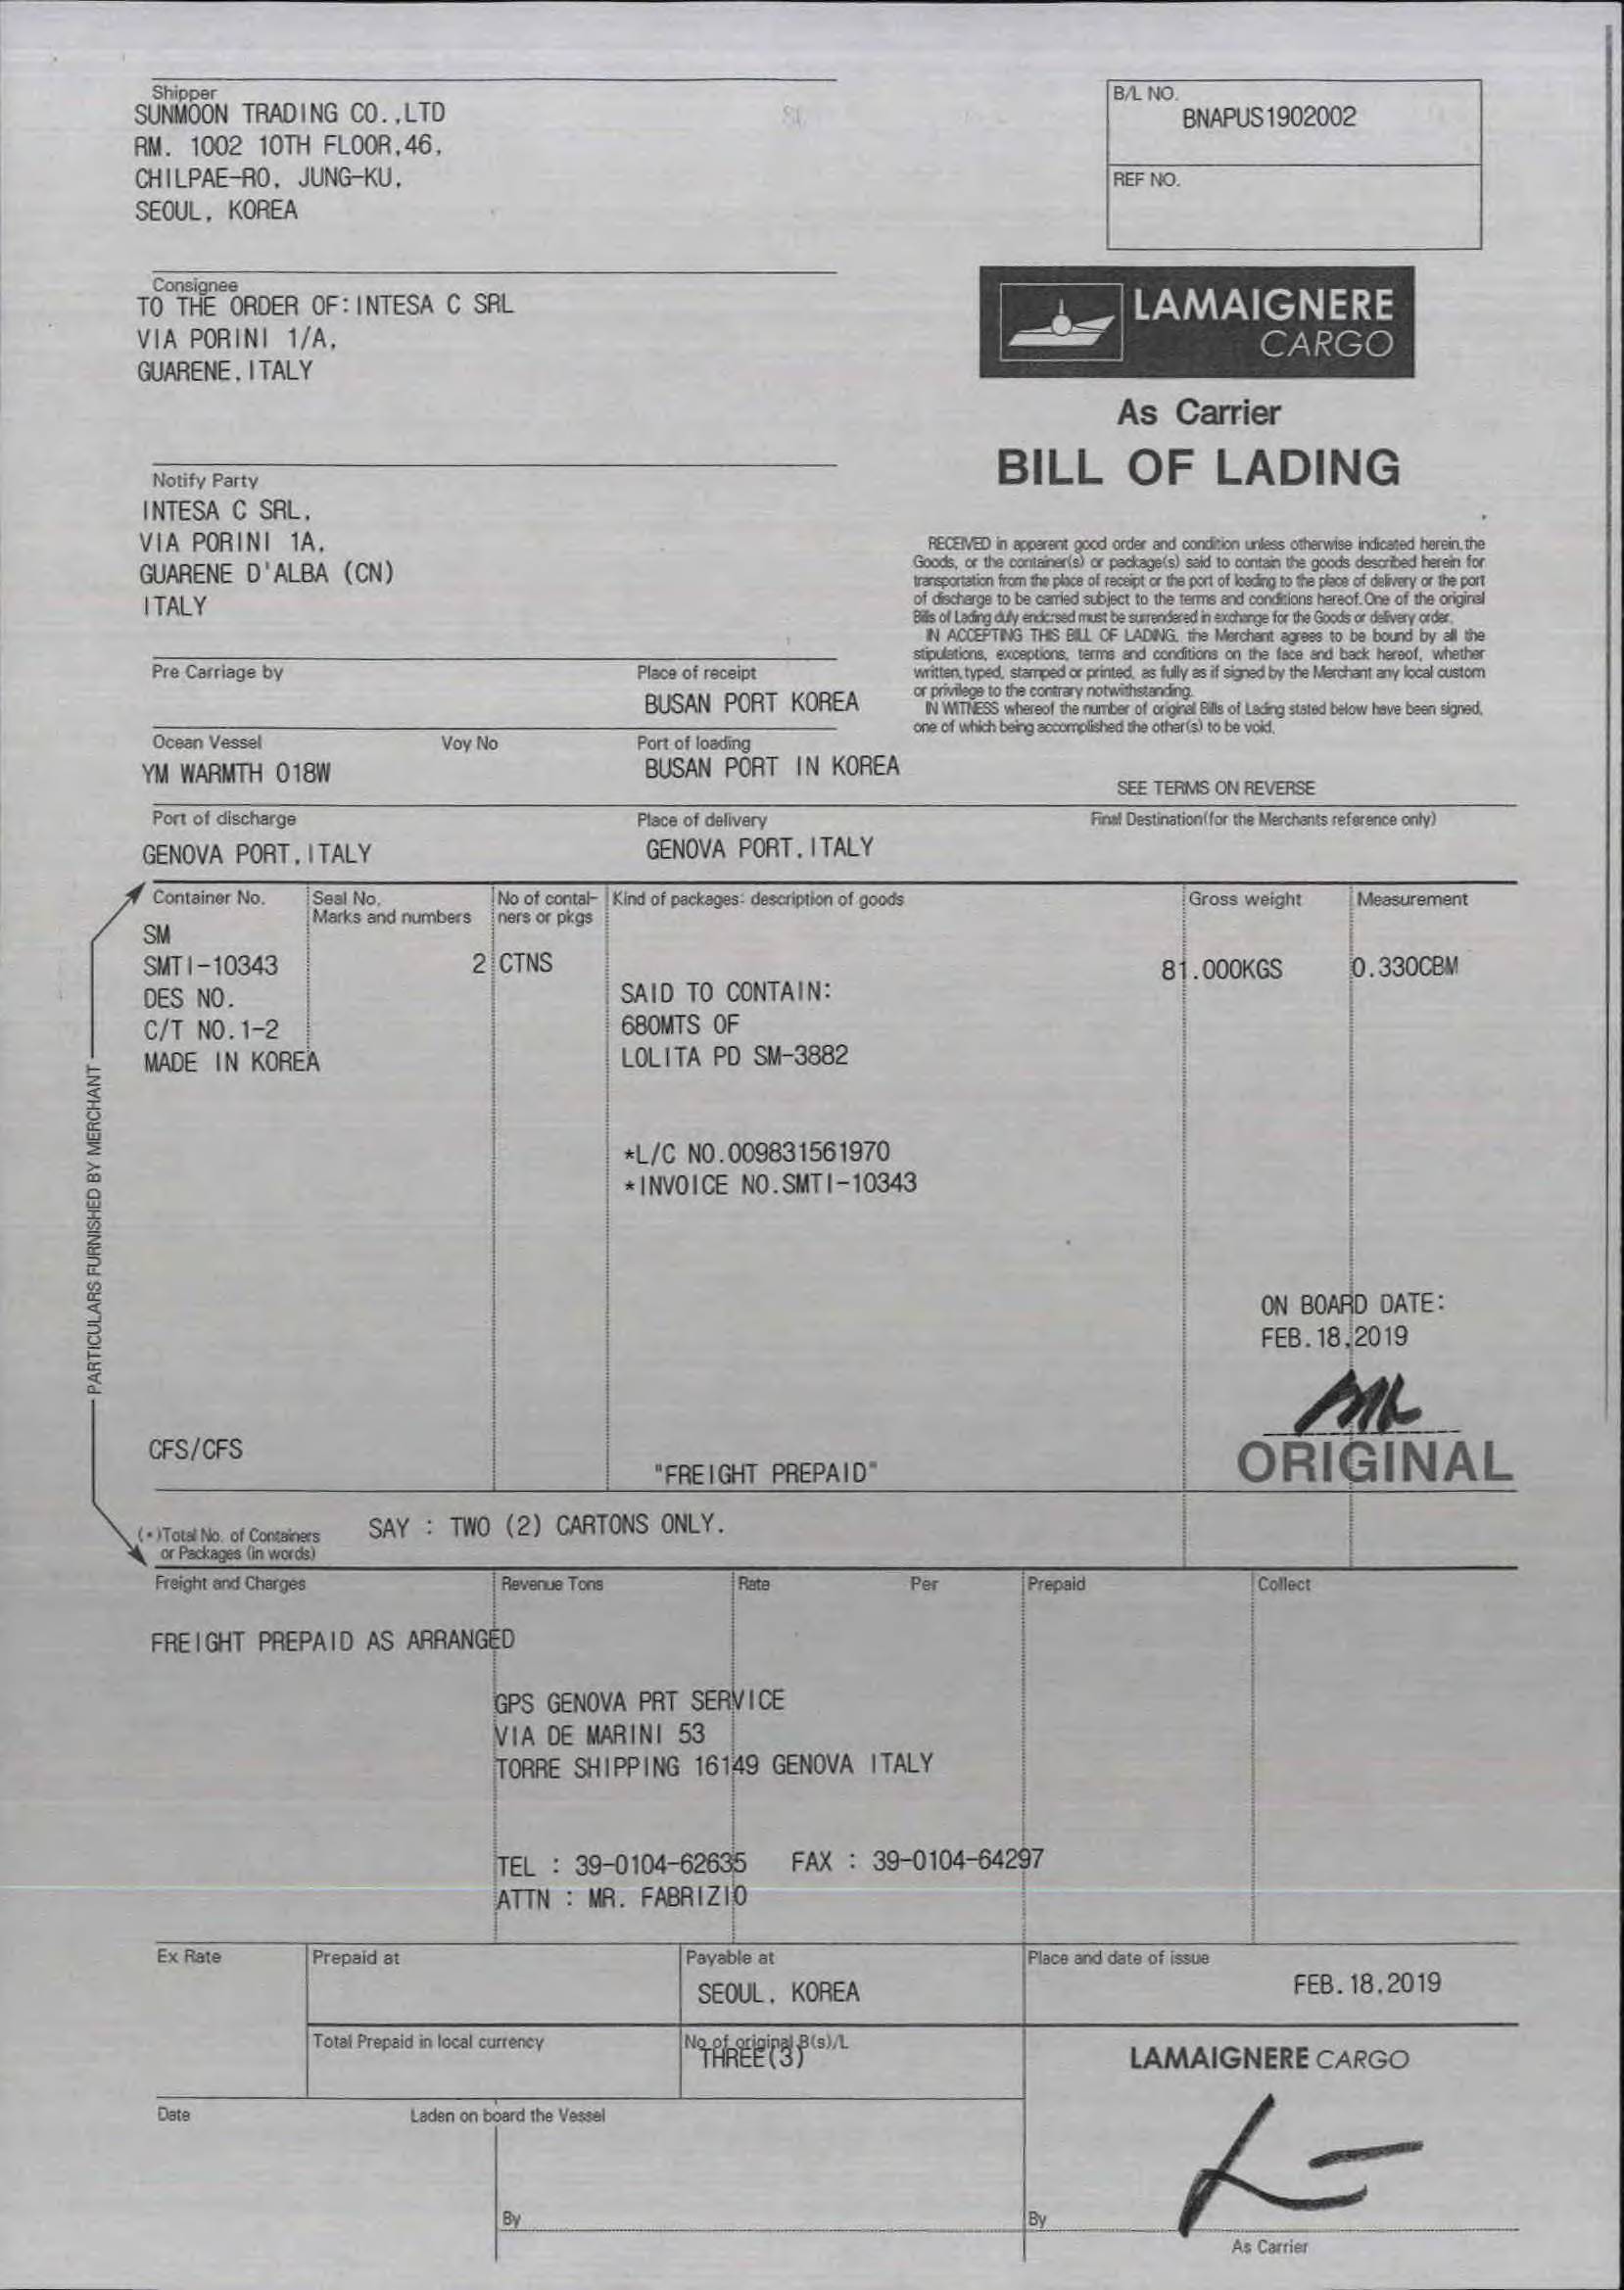 Shipper
SUNMOON TRADING CO.,LTD
RM. 1002 10TH FLOOR,46,
CHILPAE-RO, JUNG-KU,
SEOUL, KOREA
B/L NO.
BNAPUS1902002
REF NO.
Consignee
TO THE ORDER OF:INTESA C SRL
VIA PORINI 1/A,
GUARENE, ITALY
LAMAIGNERE
CARGO
As Carrier
BILL OF LADING
Notify Party
INTESA C SRL,
VIA PORINI 1A,
GUARENE D'ALBA (CN)
ITALY
RECEIVED in apparent good order and condition unless otherwise indicated herein, the
Goods, or the container(s) or package(s) said to contain the goods described herein for
transportation from the place of receipt or the port of loading to the place of delivery or the port
of discharge to be carried subject to the terms and conditions hereof. One of the original
Bills of Lading duly endorsed must be surrendered in exchange for the Goods or delivery order.
IN ACCEPTING THIS BILL OF LADING, the Merchant agrees to be bound by all the
stipulations, exceptions, terms and conditions on the face and back hereof, whether
written, typed, stamped or printed, as fully as if signed by the Merchant any local custom
or privilege to the contrary notwithstanding.
IN WITNESS whereof the number of original Bills of Lading stated below have been signed,
one of which being accomplished the other(s) to be void.
Pre Carriage by
Place of receipt
BUSAN PORT KOREA
Ocean Vessel
Voy No
Port of loading
YM WARMTH 018W
BUSAN PORT IN KOREA
SEE TERMS ON REVERSE
Port of discharge
Place of delivery
Final Destination(for the Merchants reference only)
GENOVA PORT, ITALY
GENOVA PORT, ITALY
Container No.
Seal No.
Marks and numbers
No of contai-
ners or pkgs
Kind of packages: description of goods
Gross weight
Measurement
SM
SMTI-10343
2 CTNS
81.000KGS
0.330CBM
DES NO.
C/T NO.1-2
MADE IN KOREA
SAID TO CONTAIN:
680MTS OF
LOLITA PD SM-3882
*L/C NO.009831561970
*INVOICE NO.SMTI-10343
PARTICULARS FURNISHED BY MERCHANT
ON BOARD DATE:
FEB.18,2019
ORIGINAL
CFS/CFS
"FREIGHT PREPAID"
(*)Total No. of Containers
or Packages (in words)
SAY : TWO (2) CARTONS ONLY.
Freight and Charges
Revenue Tons
Rate
Per
Prepaid
Collect
FREIGHT PREPAID AS ARRANGED
GPS GENOVA PRT SERVICE
VIA DE MARINI 53
TORRE SHIPPING 16149 GENOVA ITALY
TEL : 39-0104-62635 FAX : 39-0104-64297
ATTN : MR. FABRIZIO
Ex Rate
Prepaid at
Payable at
SEOUL, KOREA
Place and date of issue
FEB.18,2019
Total Prepaid in local currency
No of original B(s)/L
THREE(3)
LAMAIGNERE CARGO
Date
Laden on board the Vessel
By
By
As Carrier